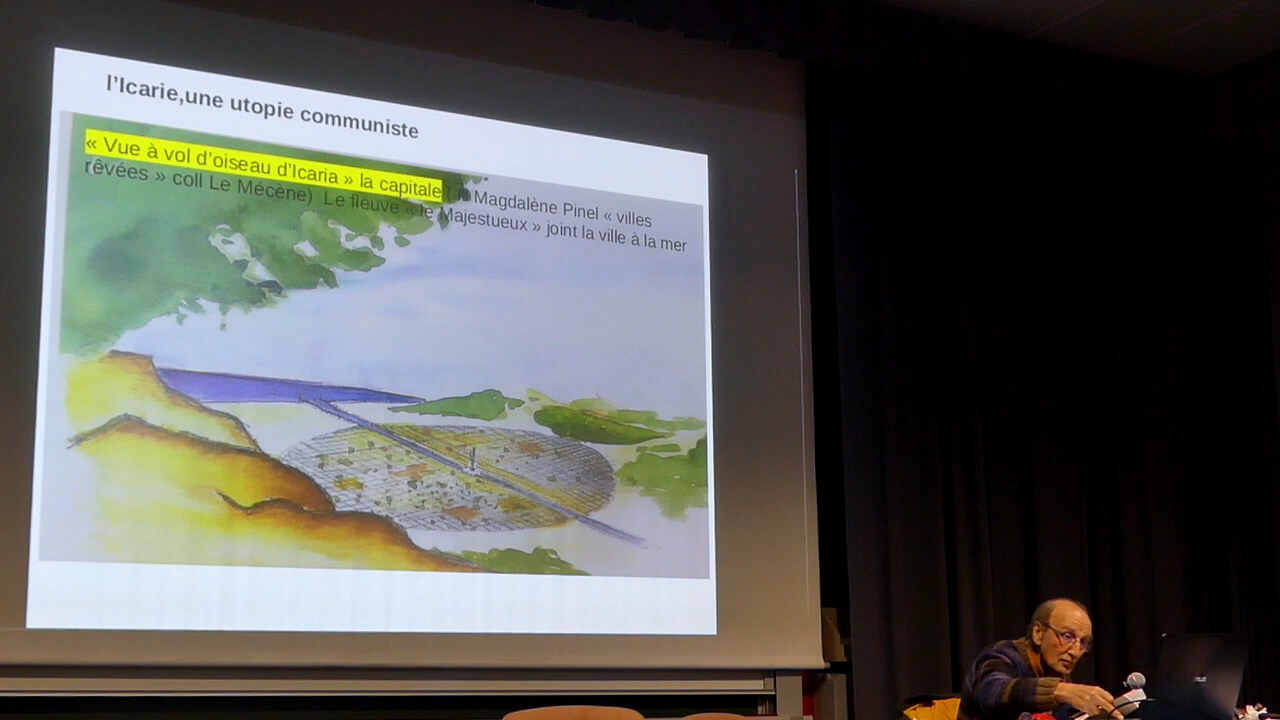 l'Icarie,une utopie communiste
« Vue à vol d'oiseau d'Icaria » la capitale Magdalène Pinel « villes
rêvées » coll Le Mécène) Le fleuve « le Majestueux » joint la ville à la mer